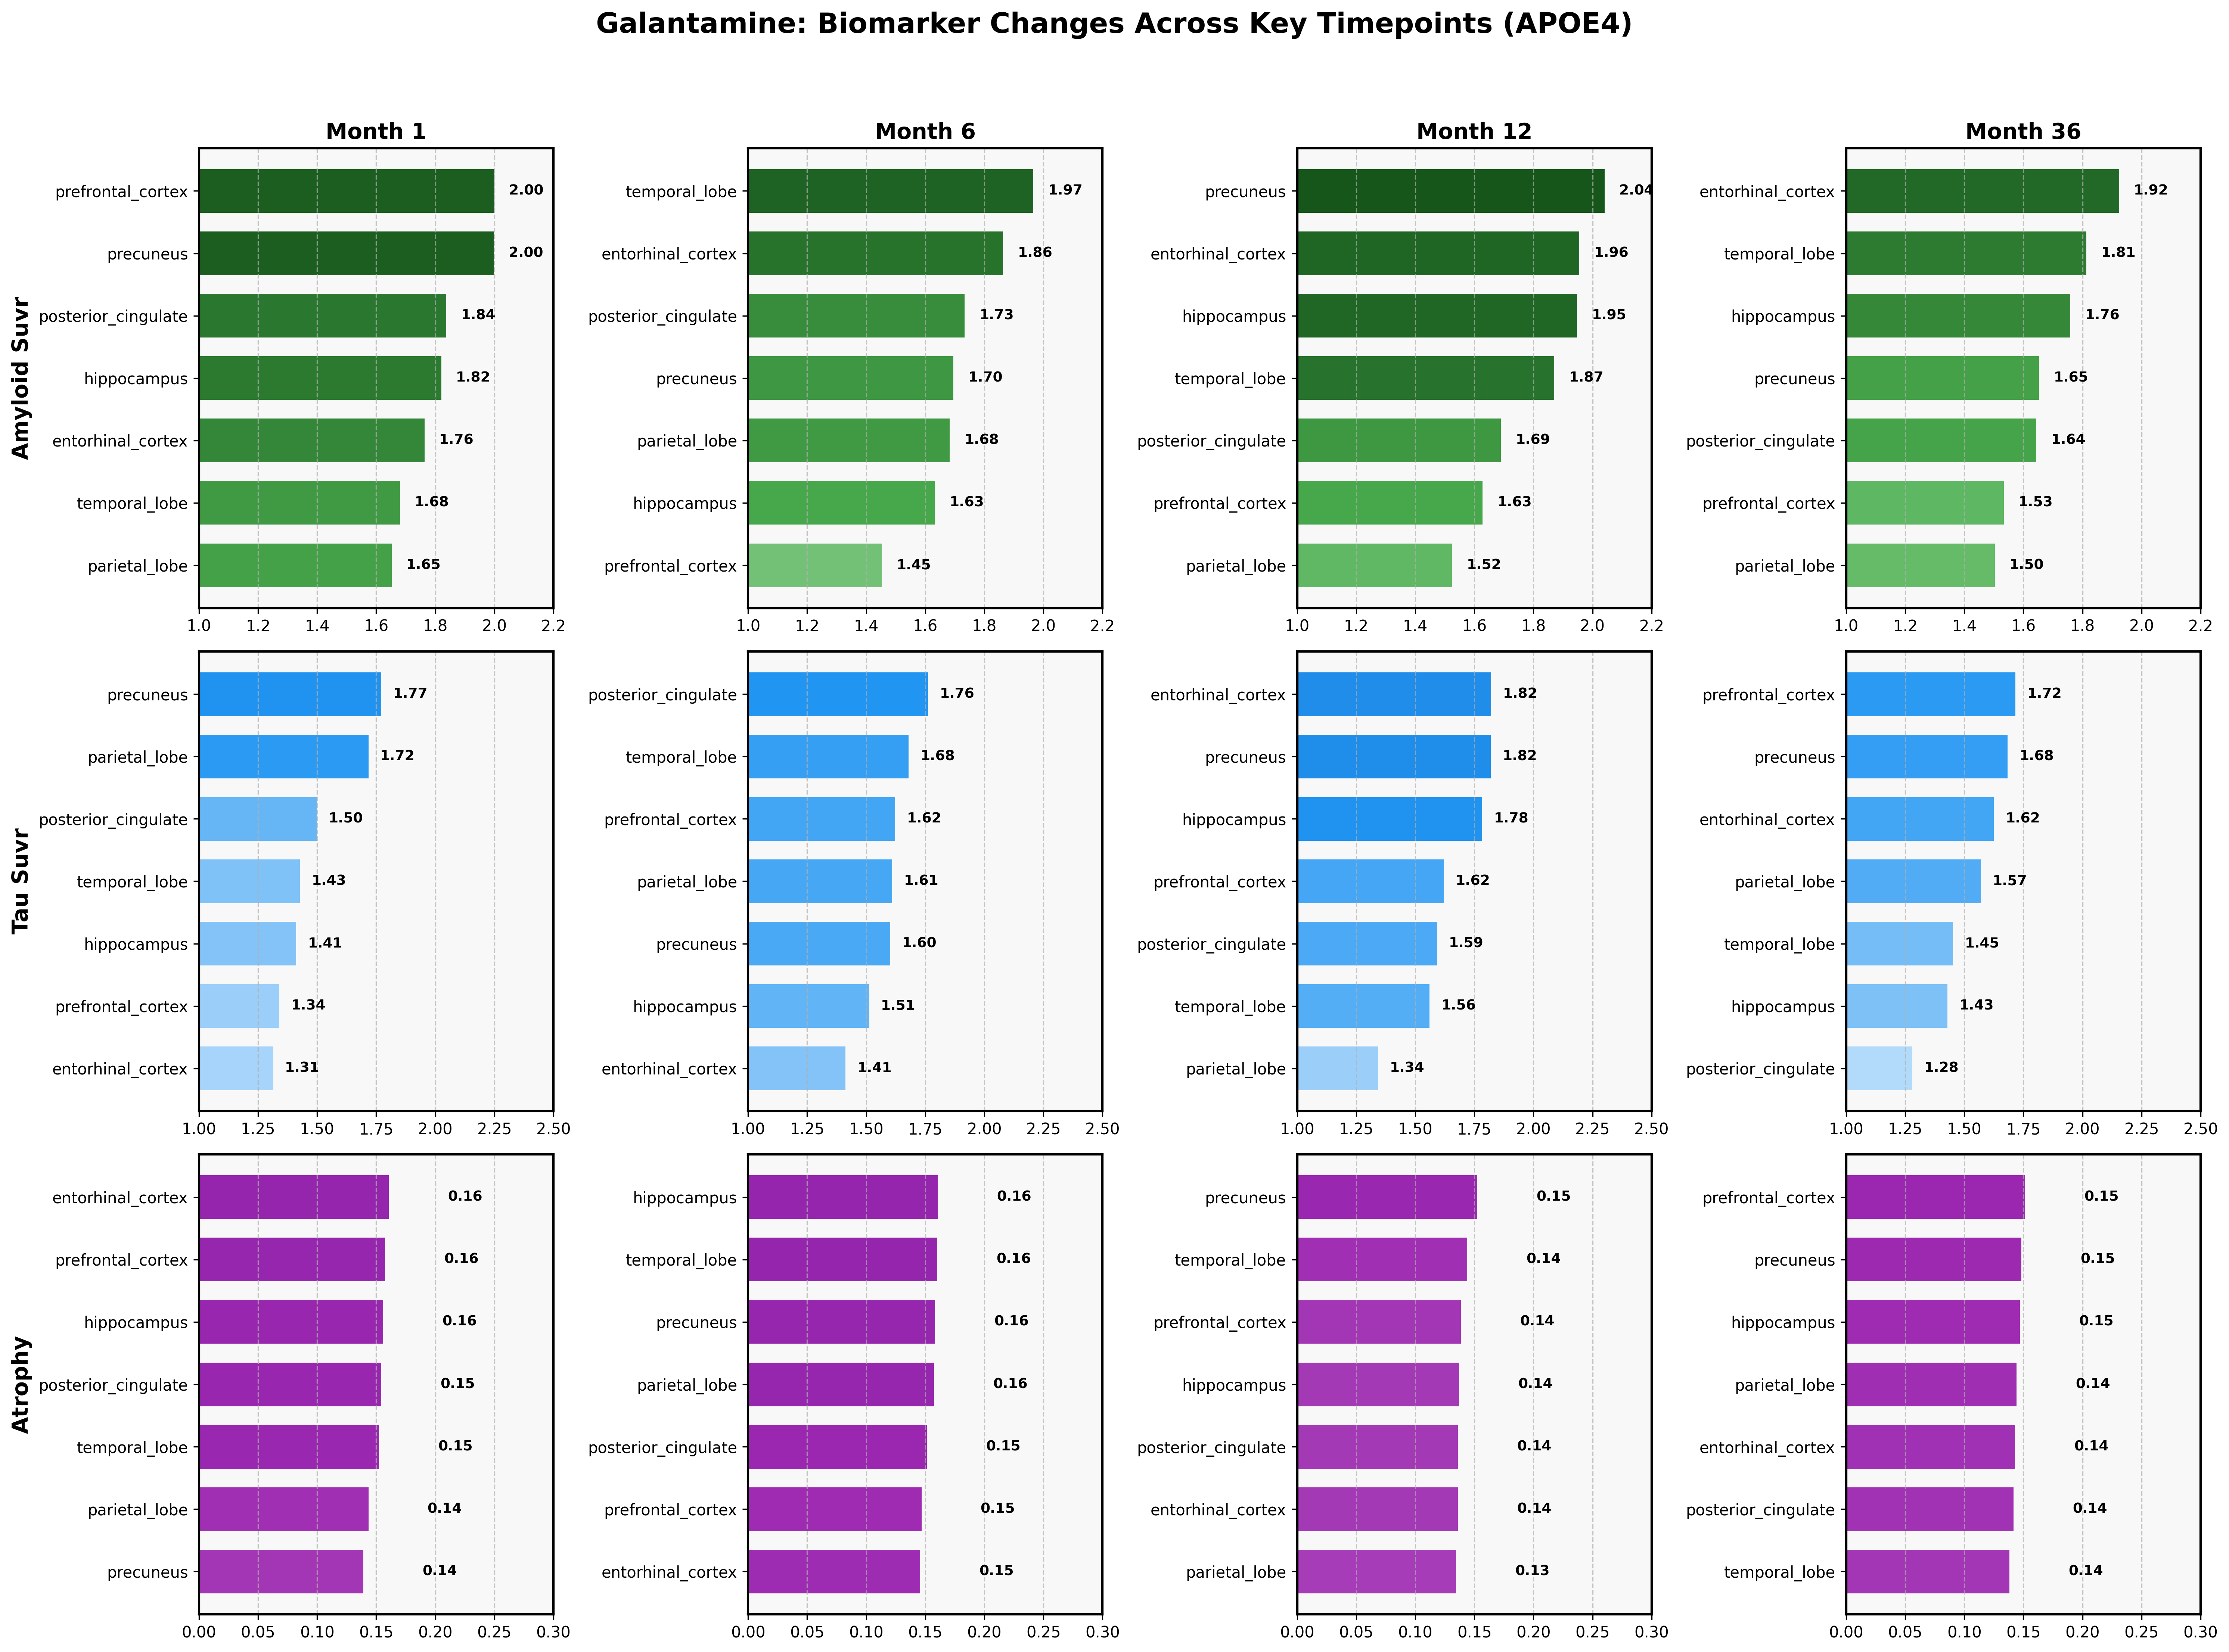 Galantamine: Biomarker Changes Across Key Timepoints (APOE4)
Month 1
Amyloid Suvr
prefrontal_cortex 2.00
precuneus 2.00
posterior_cingulate 1.84
hippocampus 1.82
entorhinal_cortex 1.76
temporal_lobe 1.68
parietal_lobe 1.65
1.0 1.2 1.4 1.6 1.8 2.0 2.2
Month 6
temporal_lobe 1.97
entorhinal_cortex 1.86
posterior_cingulate 1.73
precuneus 1.70
parietal_lobe 1.68
hippocampus 1.63
prefrontal_cortex 1.45
1.0 1.2 1.4 1.6 1.8 2.0 2.2
Month 12
precuneus 2.04
entorhinal_cortex 1.96
hippocampus 1.95
temporal_lobe 1.87
posterior_cingulate 1.69
prefrontal_cortex 1.63
parietal_lobe 1.52
1.0 1.2 1.4 1.6 1.8 2.0 2.2
Month 36
entorhinal_cortex 1.92
temporal_lobe 1.81
hippocampus 1.76
precuneus 1.65
posterior_cingulate 1.64
prefrontal_cortex 1.53
parietal_lobe 1.50
1.0 1.2 1.4 1.6 1.8 2.0 2.2
Tau Suvr
precuneus 1.77
parietal_lobe 1.72
posterior_cingulate 1.50
temporal_lobe 1.43
hippocampus 1.41
prefrontal_cortex 1.34
entorhinal_cortex 1.31
1.00 1.25 1.50 1.75 2.00 2.25 2.50
posterior_cingulate 1.76
temporal_lobe 1.68
prefrontal_cortex 1.62
parietal_lobe 1.61
precuneus 1.60
hippocampus 1.51
entorhinal_cortex 1.41
1.00 1.25 1.50 1.75 2.00 2.25 2.50
entorhinal_cortex 1.82
precuneus 1.82
hippocampus 1.78
prefrontal_cortex 1.62
posterior_cingulate 1.59
temporal_lobe 1.56
parietal_lobe 1.34
1.00 1.25 1.50 1.75 2.00 2.25 2.50
prefrontal_cortex 1.72
precuneus 1.68
entorhinal_cortex 1.62
parietal_lobe 1.57
temporal_lobe 1.45
hippocampus 1.43
posterior_cingulate 1.28
1.00 1.25 1.50 1.75 2.00 2.25 2.50
Atrophy
entorhinal_cortex 0.16
prefrontal_cortex 0.16
hippocampus 0.16
posterior_cingulate 0.15
temporal_lobe 0.15
parietal_lobe 0.14
precuneus 0.14
0.00 0.05 0.10 0.15 0.20 0.25 0.30
hippocampus 0.16
temporal_lobe 0.16
precuneus 0.16
parietal_lobe 0.16
posterior_cingulate 0.15
prefrontal_cortex 0.15
entorhinal_cortex 0.15
0.00 0.05 0.10 0.15 0.20 0.25 0.30
precuneus 0.15
temporal_lobe 0.14
prefrontal_cortex 0.14
hippocampus 0.14
posterior_cingulate 0.14
entorhinal_cortex 0.14
parietal_lobe 0.13
0.00 0.05 0.10 0.15 0.20 0.25 0.30
prefrontal_cortex 0.15
precuneus 0.15
hippocampus 0.15
parietal_lobe 0.14
entorhinal_cortex 0.14
posterior_cingulate 0.14
temporal_lobe 0.14
0.00 0.05 0.10 0.15 0.20 0.25 0.30